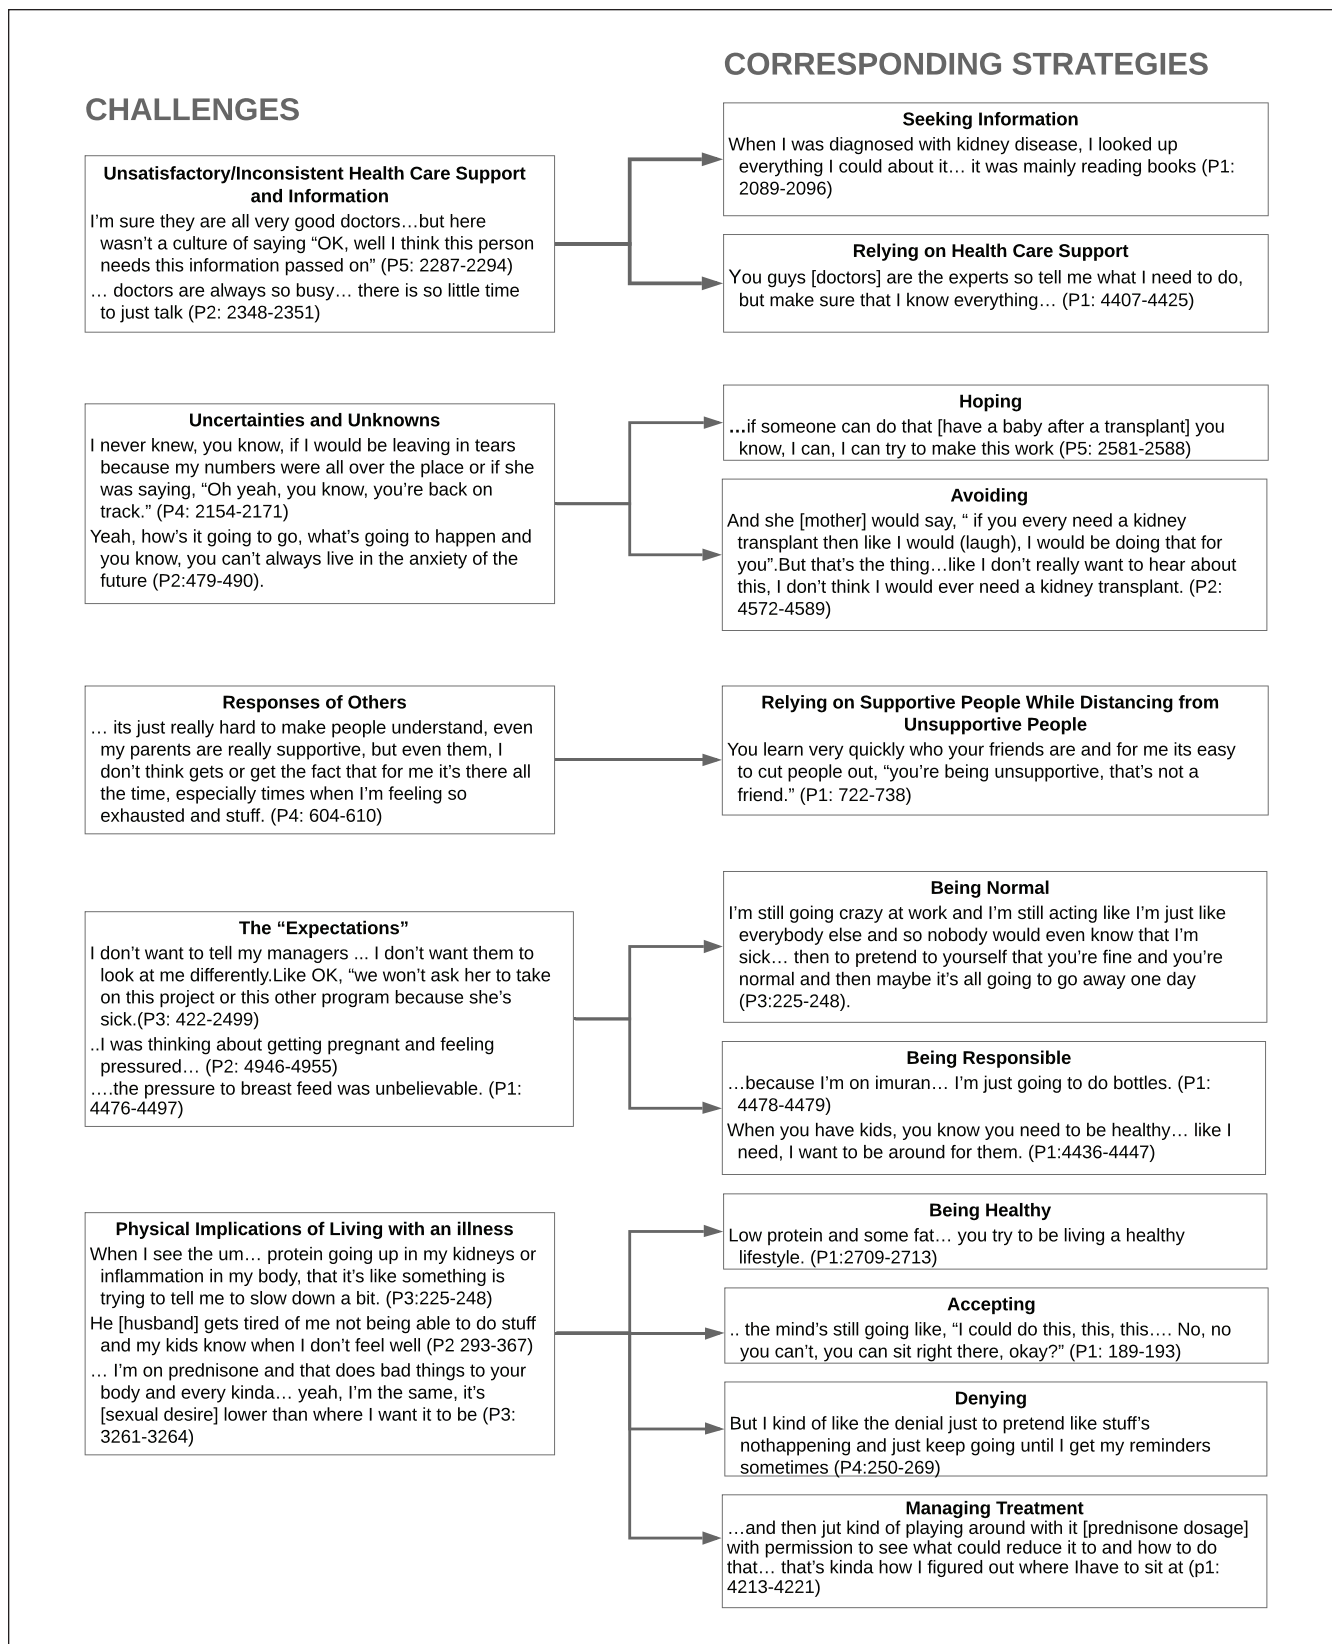 CORRESPONDING STRATEGIES
CHALLENGES
Unsatisfactory/Inconsistent Health Care Support
and Information
I’m sure they are all very good doctors…but here
wasn’t a culture of saying “OK, well I think this person
needs this information passed on” (P5: 2287-2294)
… doctors are always so busy… there is so little time
to just talk (P2: 2348-2351)
Seeking Information
When I was diagnosed with kidney disease, I looked up
everything I could about it… it was mainly reading books (P1:
2089-2096)
Relying on Health Care Support
You guys [doctors] are the experts so tell me what I need to do,
but make sure that I know everything… (P1: 4407-4425)
Uncertainties and Unknowns
I never knew, you know, if I would be leaving in tears
because my numbers were all over the place or if she
was saying, “Oh yeah, you know, you’re back on
track.” (P4: 2154-2171)
Yeah, how’s it going to go, what’s going to happen and
you know, you can’t always live in the anxiety of the
future (P2:479-490).
Hoping
…if someone can do that [have a baby after a transplant] you
know, I can, I can try to make this work (P5: 2581-2588)
Avoiding
And she [mother] would say, “ if you every need a kidney
transplant then like I would (laugh), I would be doing that for
you”.But that’s the thing…like I don’t really want to hear about
this, I don’t think I would ever need a kidney transplant. (P2:
4572-4589)
Responses of Others
… its just really hard to make people understand, even
my parents are really supportive, but even them, I
don’t think gets or get the fact that for me it’s there all
the time, especially times when I’m feeling so
exhausted and stuff. (P4: 604-610)
Relying on Supportive People While Distancing from
Unsupportive People
You learn very quickly who your friends are and for me its easy
to cut people out, “you’re being unsupportive, that’s not a
friend.” (P1: 722-738)
The “Expectations”
I don’t want to tell my managers ... I don’t want them to
look at me differently.Like OK, “we won’t ask her to take
on this project or this other program because she’s
sick.(P3: 422-2499)
..I was thinking about getting pregnant and feeling
pressured… (P2: 4946-4955)
….the pressure to breast feed was unbelievable. (P1:
4476-4497)
Being Normal
I’m still going crazy at work and I’m still acting like I’m just like
everybody else and so nobody would even know that I’m
sick… then to pretend to yourself that you’re fine and you’re
normal and then maybe it’s all going to go away one day
(P3:225-248).
Being Responsible
…because I’m on imuran… I’m just going to do bottles. (P1:
4478-4479)
When you have kids, you know you need to be healthy… like I
need, I want to be around for them. (P1:4436-4447)
Physical Implications of Living with an illness
When I see the um… protein going up in my kidneys or
inflammation in my body, that it’s like something is
trying to tell me to slow down a bit. (P3:225-248)
He [husband] gets tired of me not being able to do stuff
and my kids know when I don’t feel well (P2 293-367)
… I’m on prednisone and that does bad things to your
body and every kinda… yeah, I’m the same, it’s
[sexual desire] lower than where I want it to be (P3:
3261-3264)
Being Healthy
Low protein and some fat… you try to be living a healthy
lifestyle. (P1:2709-2713)
Accepting
.. the mind’s still going like, “I could do this, this, this…. No, no
you can’t, you can sit right there, okay?” (P1: 189-193)
Denying
But I kind of like the denial just to pretend like stuff’s
nothappening and just keep going until I get my reminders
sometimes (P4:250-269)
Managing Treatment
…and then jut kind of playing around with it [prednisone dosage]
with permission to see what could reduce it to and how to do
that… that’s kinda how I figured out where Ihave to sit at (p1:
4213-4221)